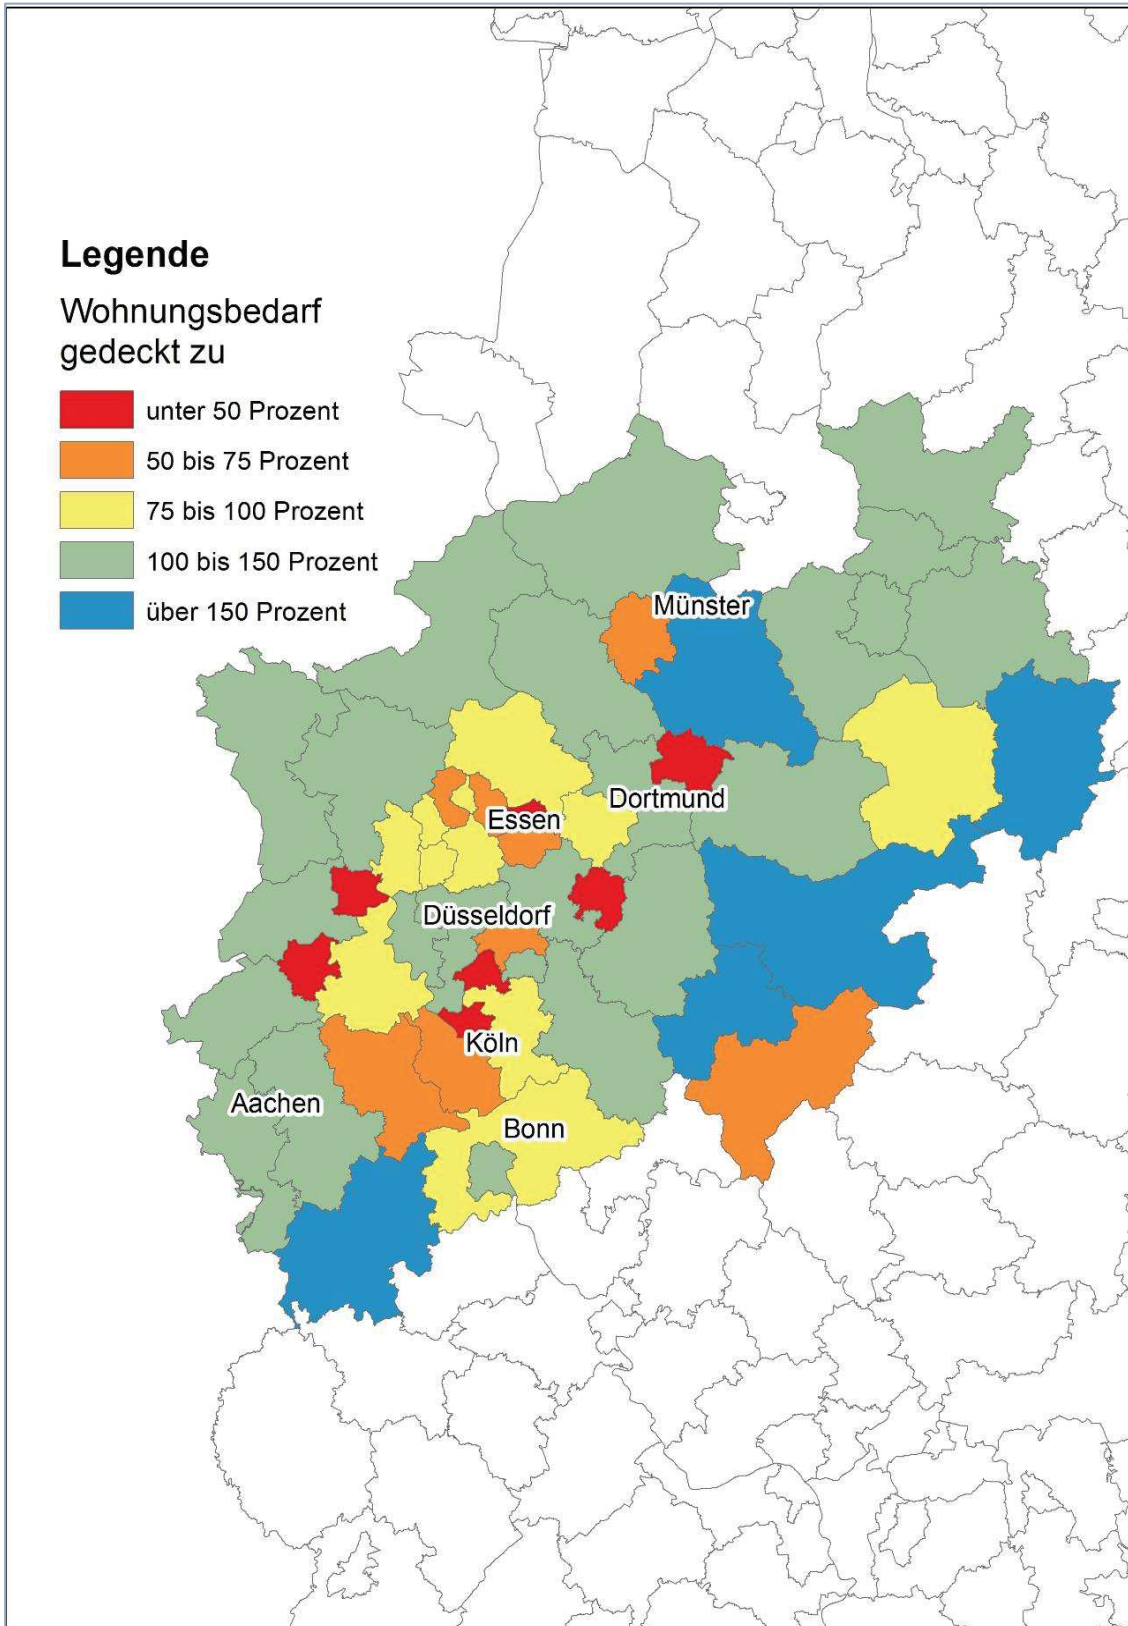 Legende
Wohnungsbedarf
gedeckt zu
unter 50 Prozent
50 bis 75 Prozent
75 bis 100 Prozent
100 bis 150 Prozent
über 150 Prozent
Münster
Dortmund
Essen
Düsseldorf
Köln
Aachen
Bonn